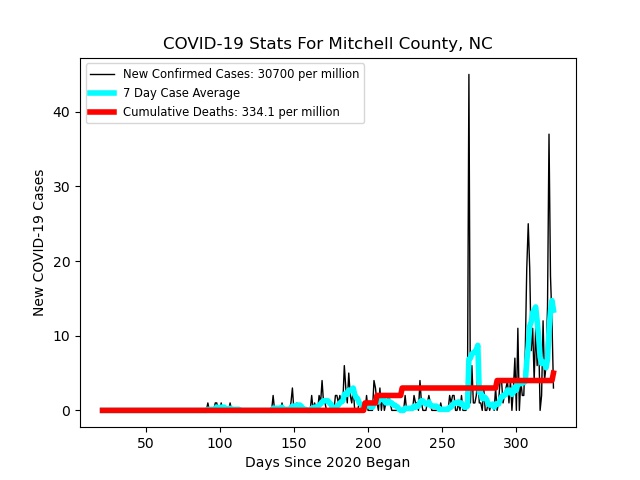 COVID-19 Stats For Mitchell County, NC
New Confirmed Cases: 30700 per million
7 Day Case Average
Cumulative Deaths: 334.1 per million
New COVID-19 Cases
40
30
20
10
0
50 100 150 200 250 300
Days Since 2020 Began